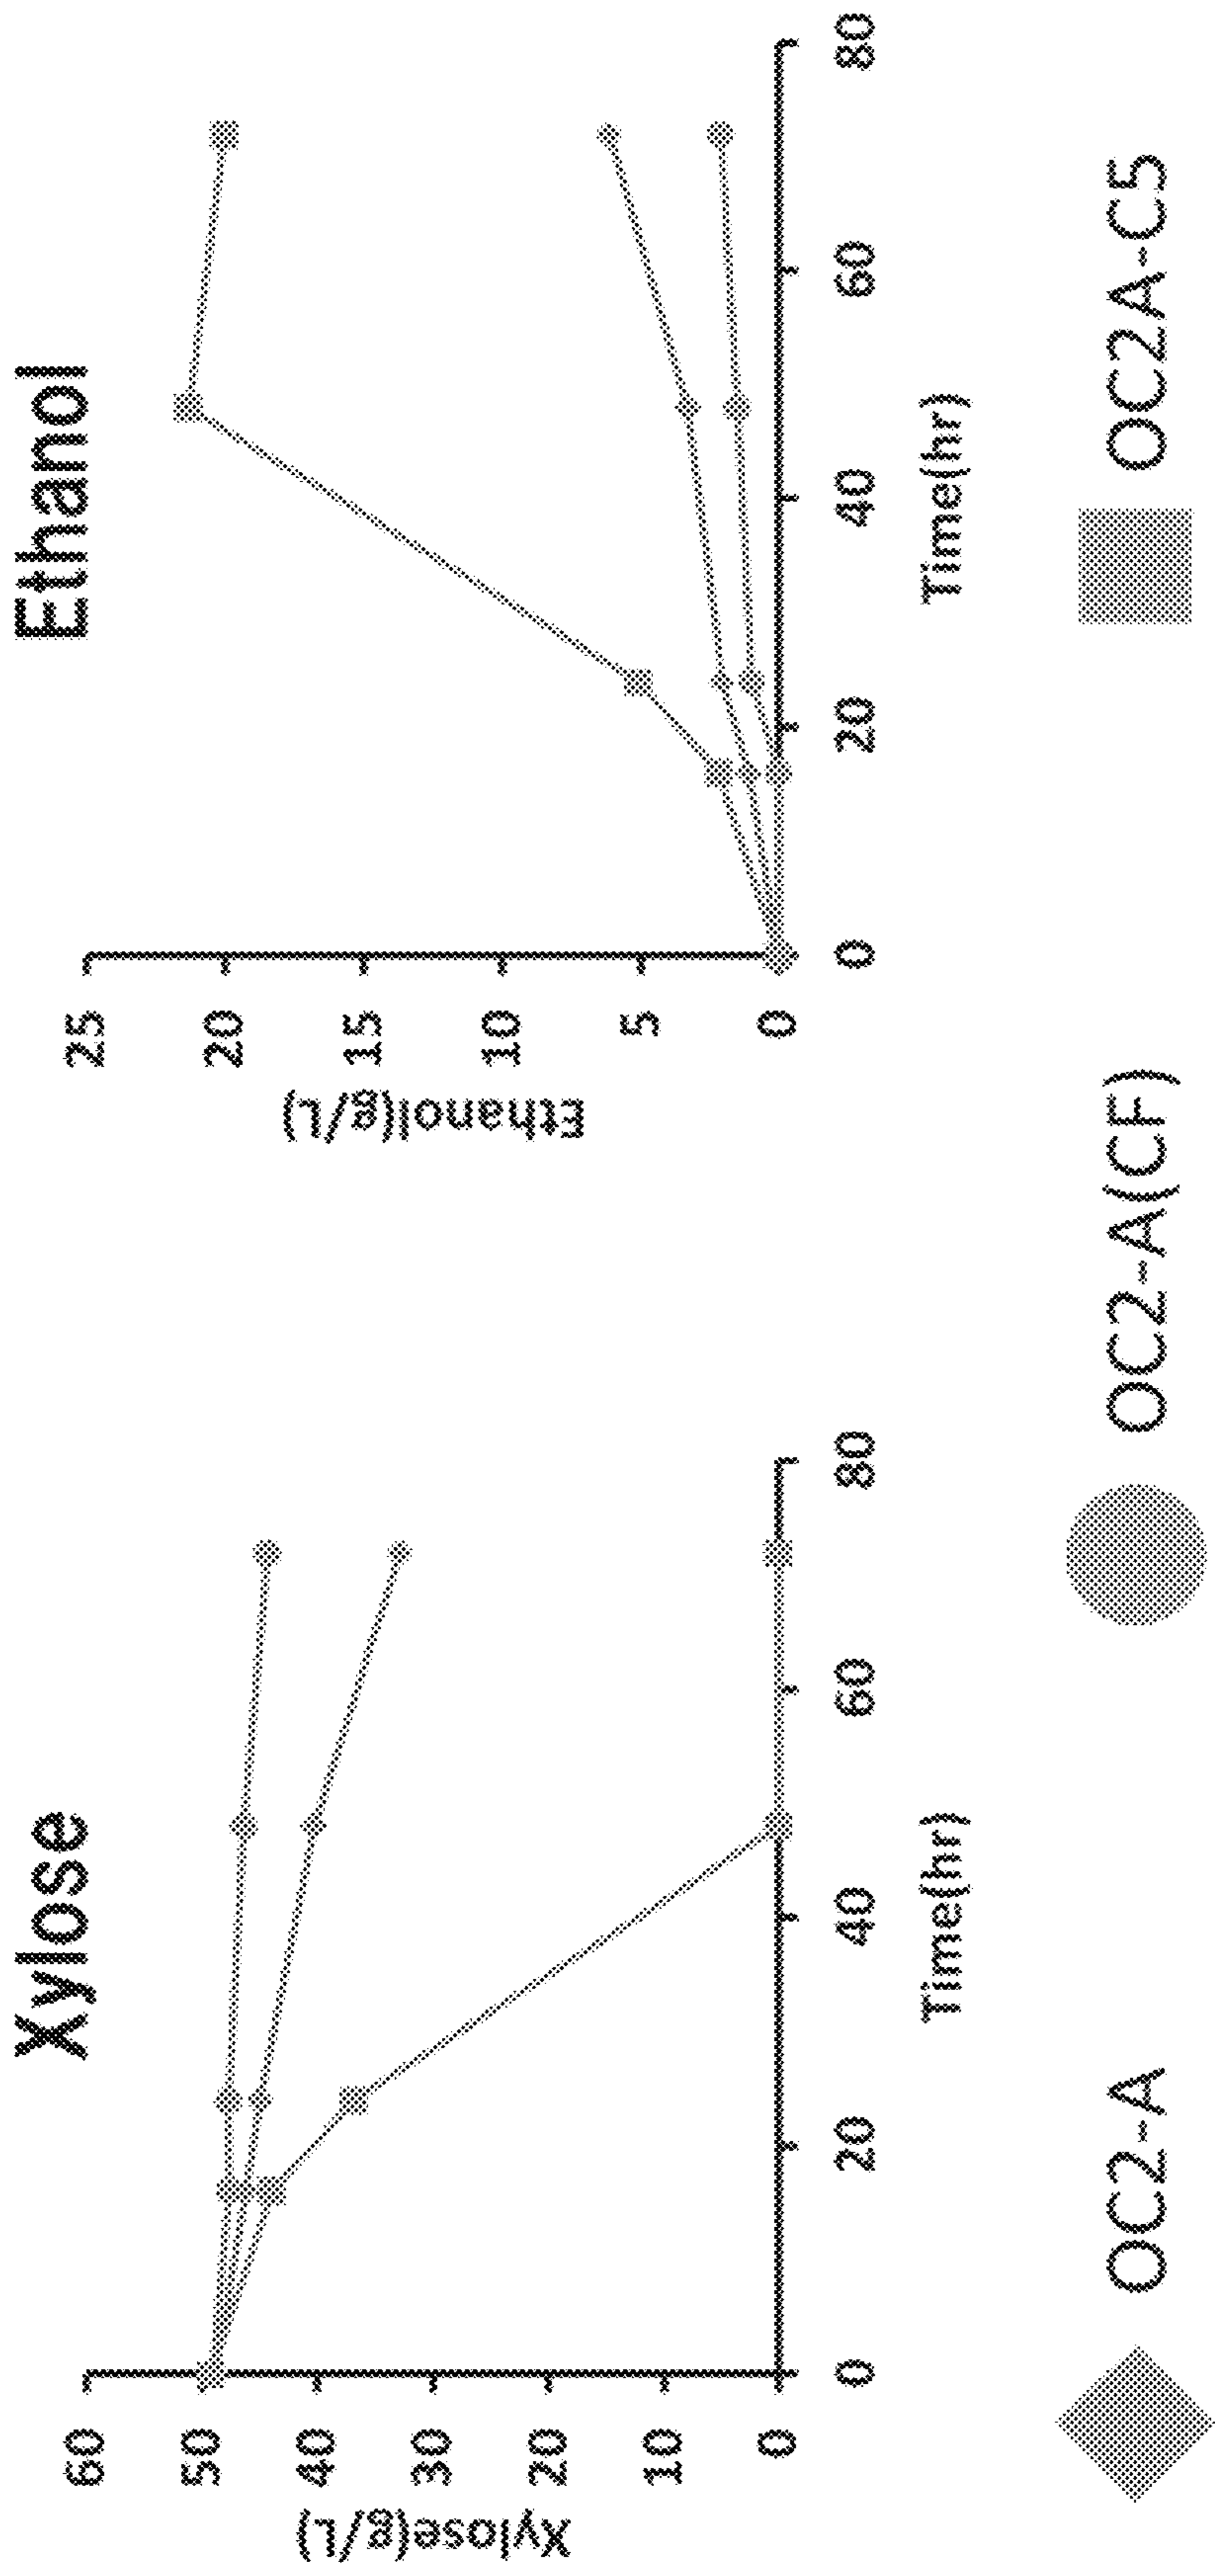 Xylose
Xylose(g/L)
60
50
40
30
20
10
0
0 20 40 60 80
Time(hr)
Ethanol
Ethanol(g/L)
25
20
15
10
5
0
0 20 40 60 80
Time(hr)
OC2-A OC2-A(CF) OC2A-C5